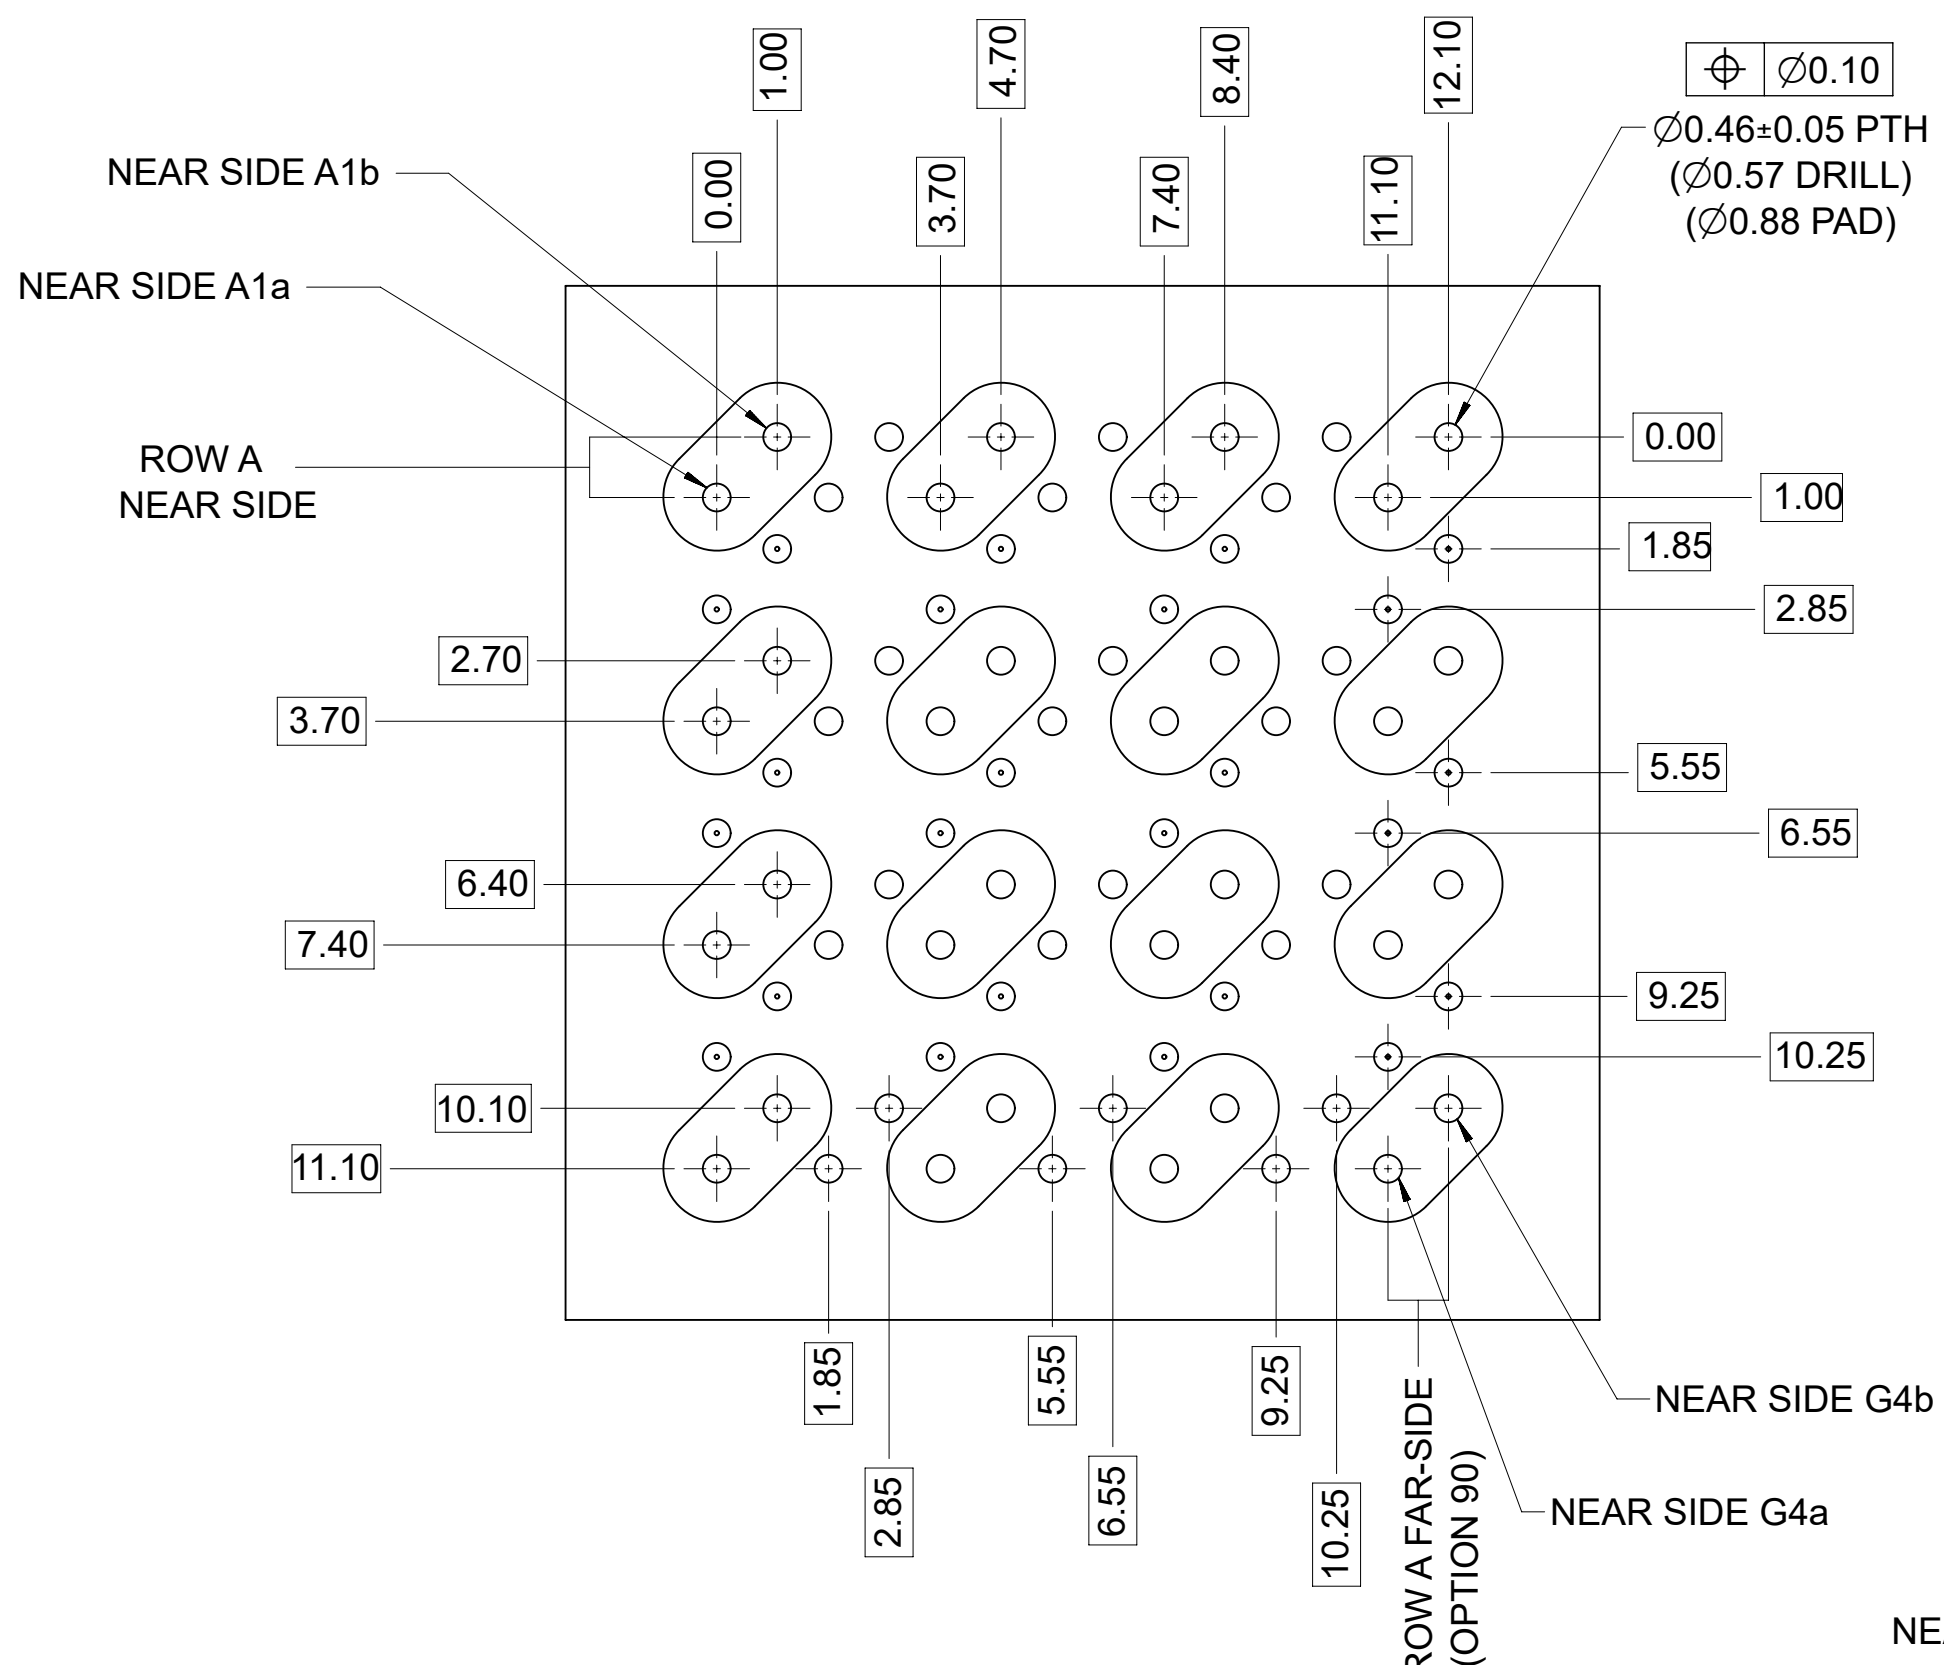 1.00
4.70
8.40
12.10
⌖ ∅0.10
∅0.46±0.05 PTH
(∅0.57 DRILL)
(∅0.88 PAD)
NEAR SIDE A1b
0.00
3.70
7.40
11.10
NEAR SIDE A1a
ROW A
NEAR SIDE
0.00
1.00
1.85
2.85
2.70
3.70
5.55
6.55
6.40
7.40
9.25
10.25
10.10
11.10
1.85
5.55
9.25
2.85
6.55
10.25
ROW A FAR-SIDE
(OPTION 90)
NEAR SIDE G4b
NEAR SIDE G4a